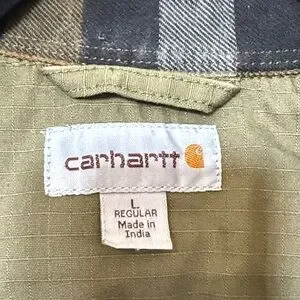 carhartt
L
REGULAR
Made in
India